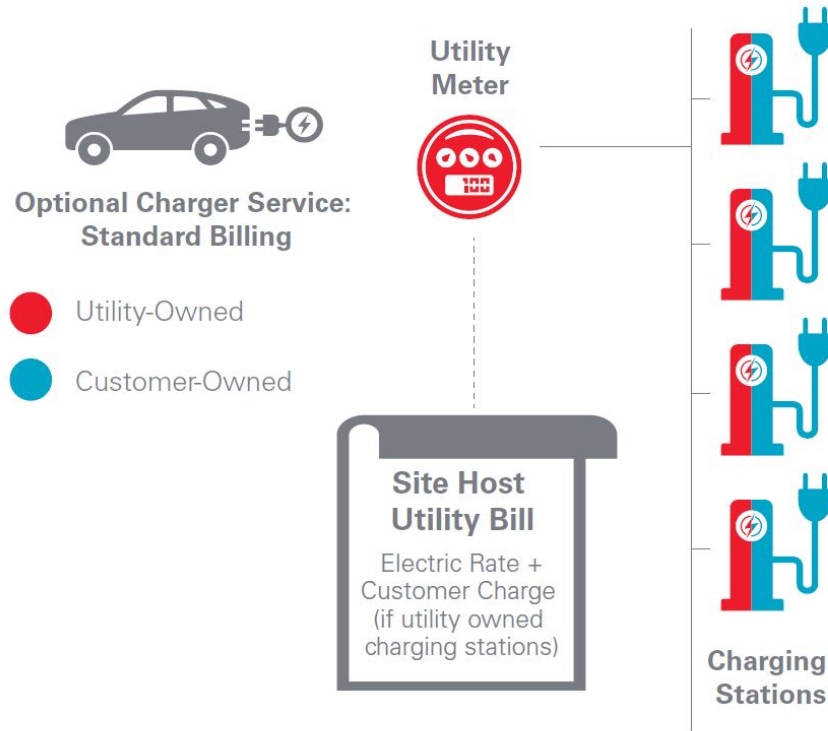 Utility
Meter
100
Optional Charger Service:
Standard Billing
Utility-Owned
Customer-Owned
Site Host
Utility Bill
Electric Rate +
Customer Charge
(if utility owned
charging stations)
Charging
Stations